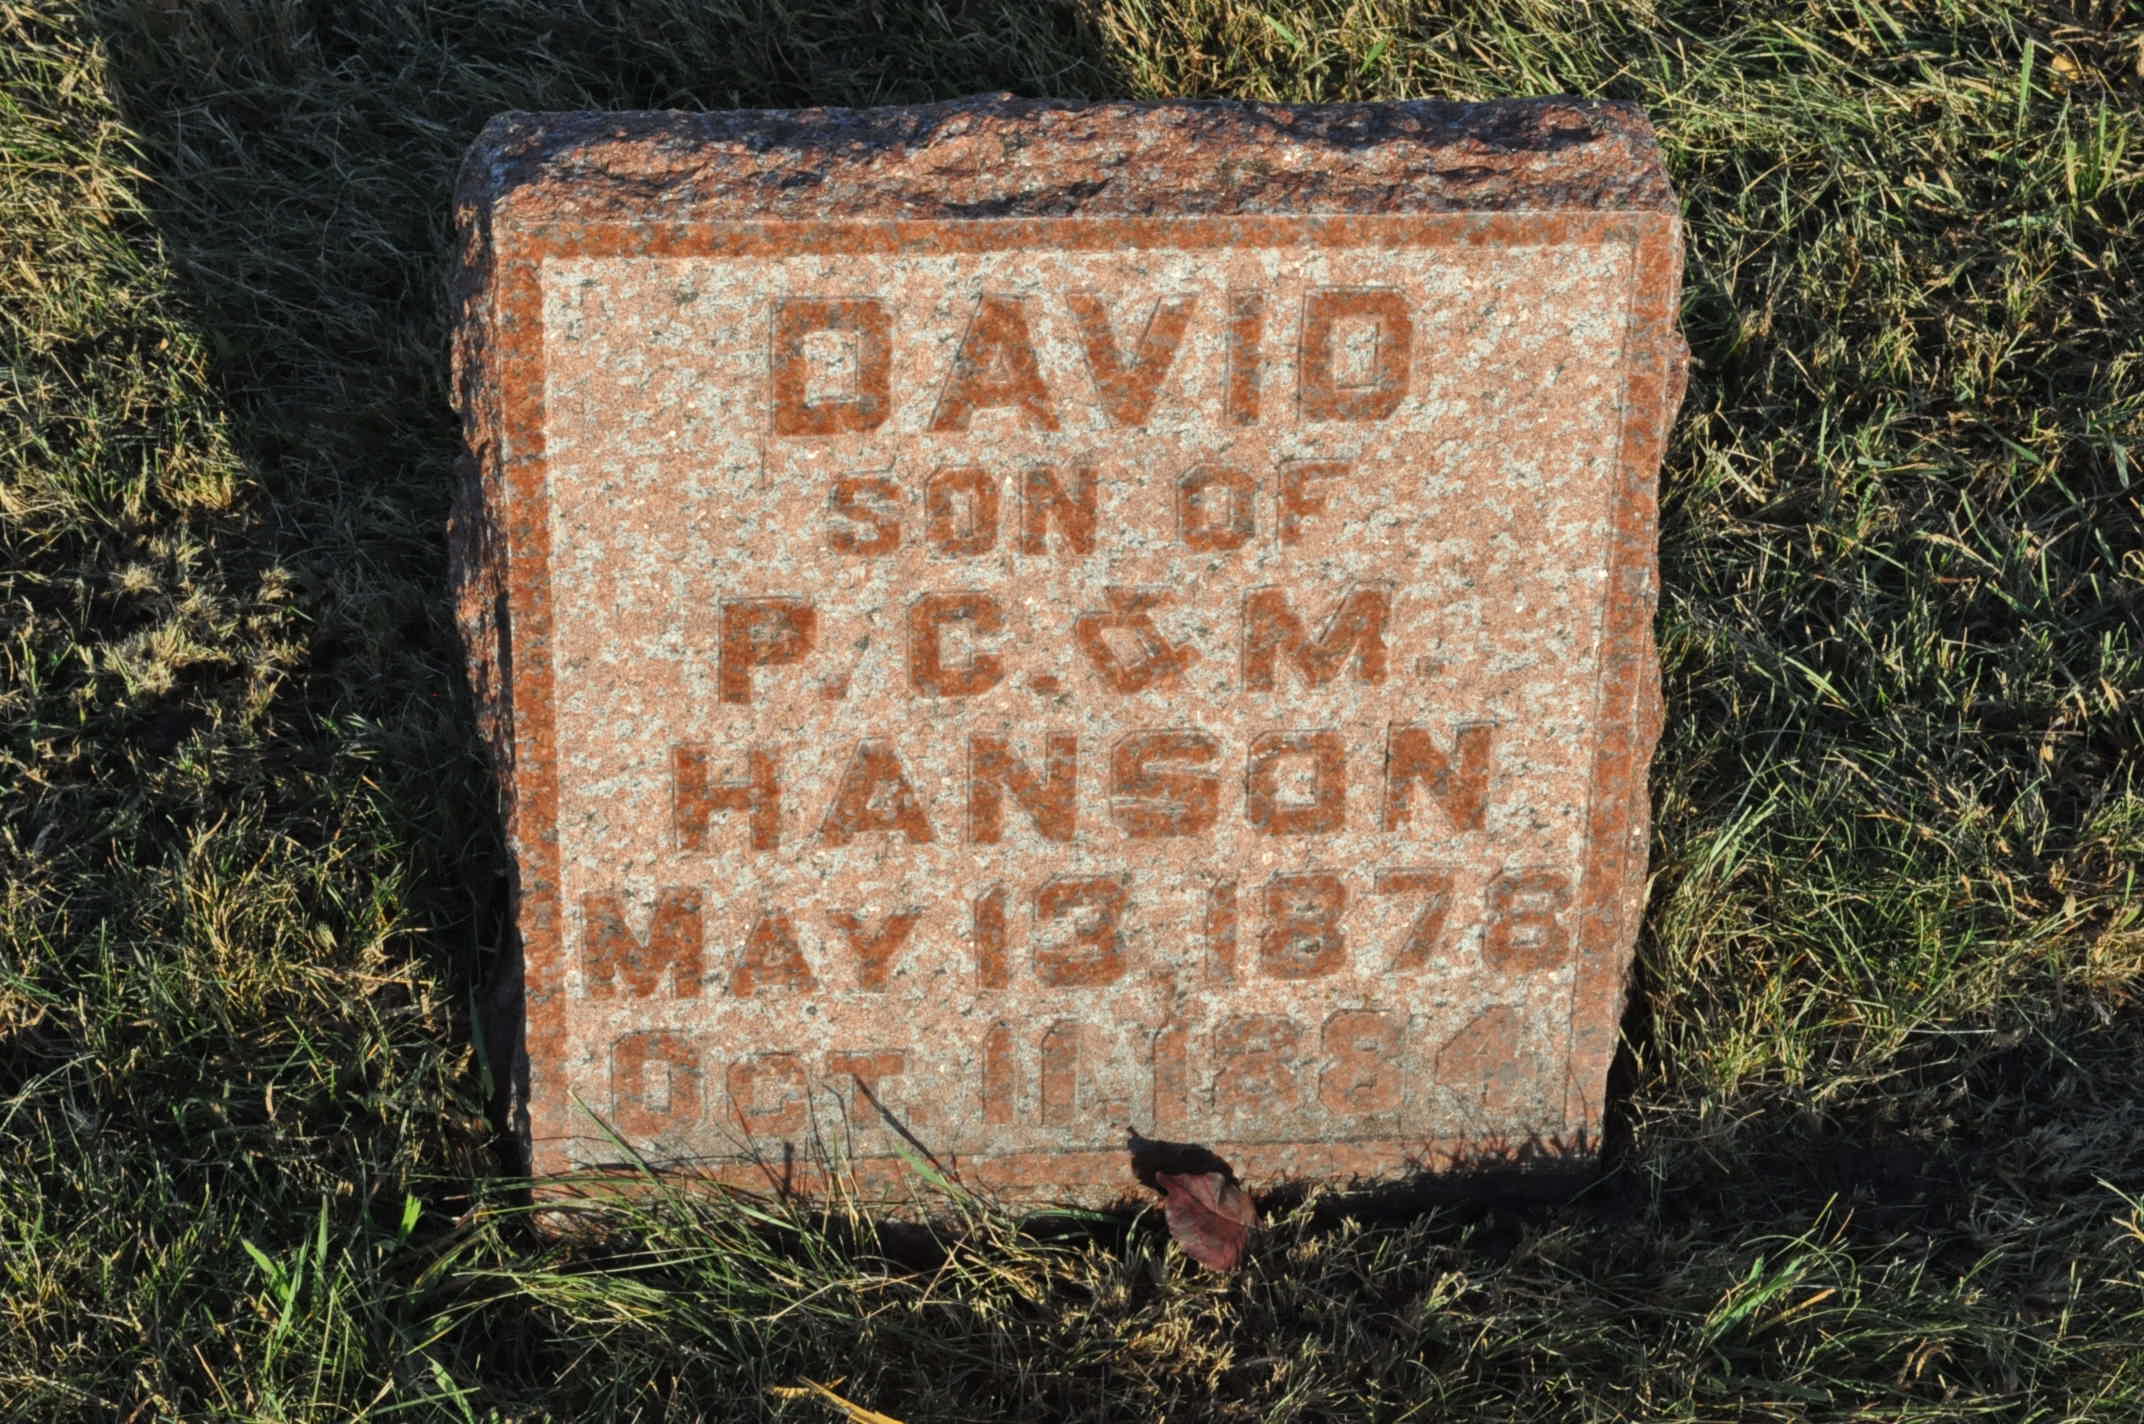 DAVID
SON OF
P. C. & M.
HANSON
MAY 13, 1878
OCT. 11, 1884